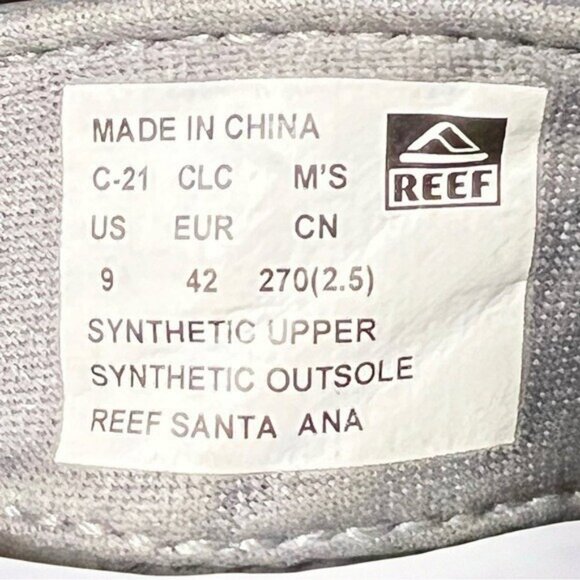 MADE IN CHINA
REEF
C-21 CLC M'S
US EUR CN
9 42 270(2.5)
SYNTHETIC UPPER
SYNTHETIC OUTSOLE
REEF SANTA ANA